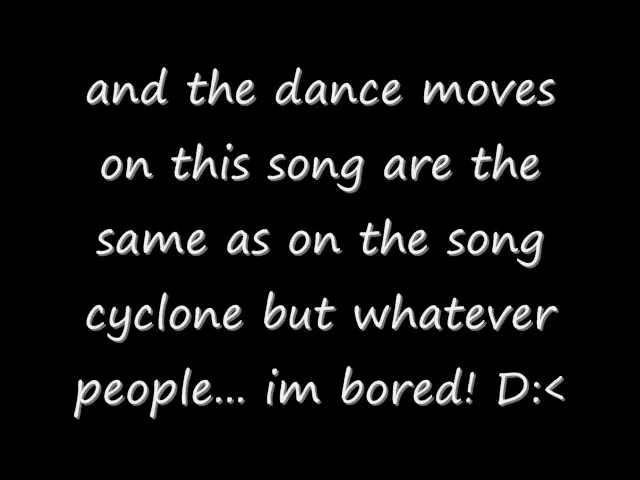 and the dance moves
on this song are the
same as on the song
cyclone but whatever
people... im bored! D:<